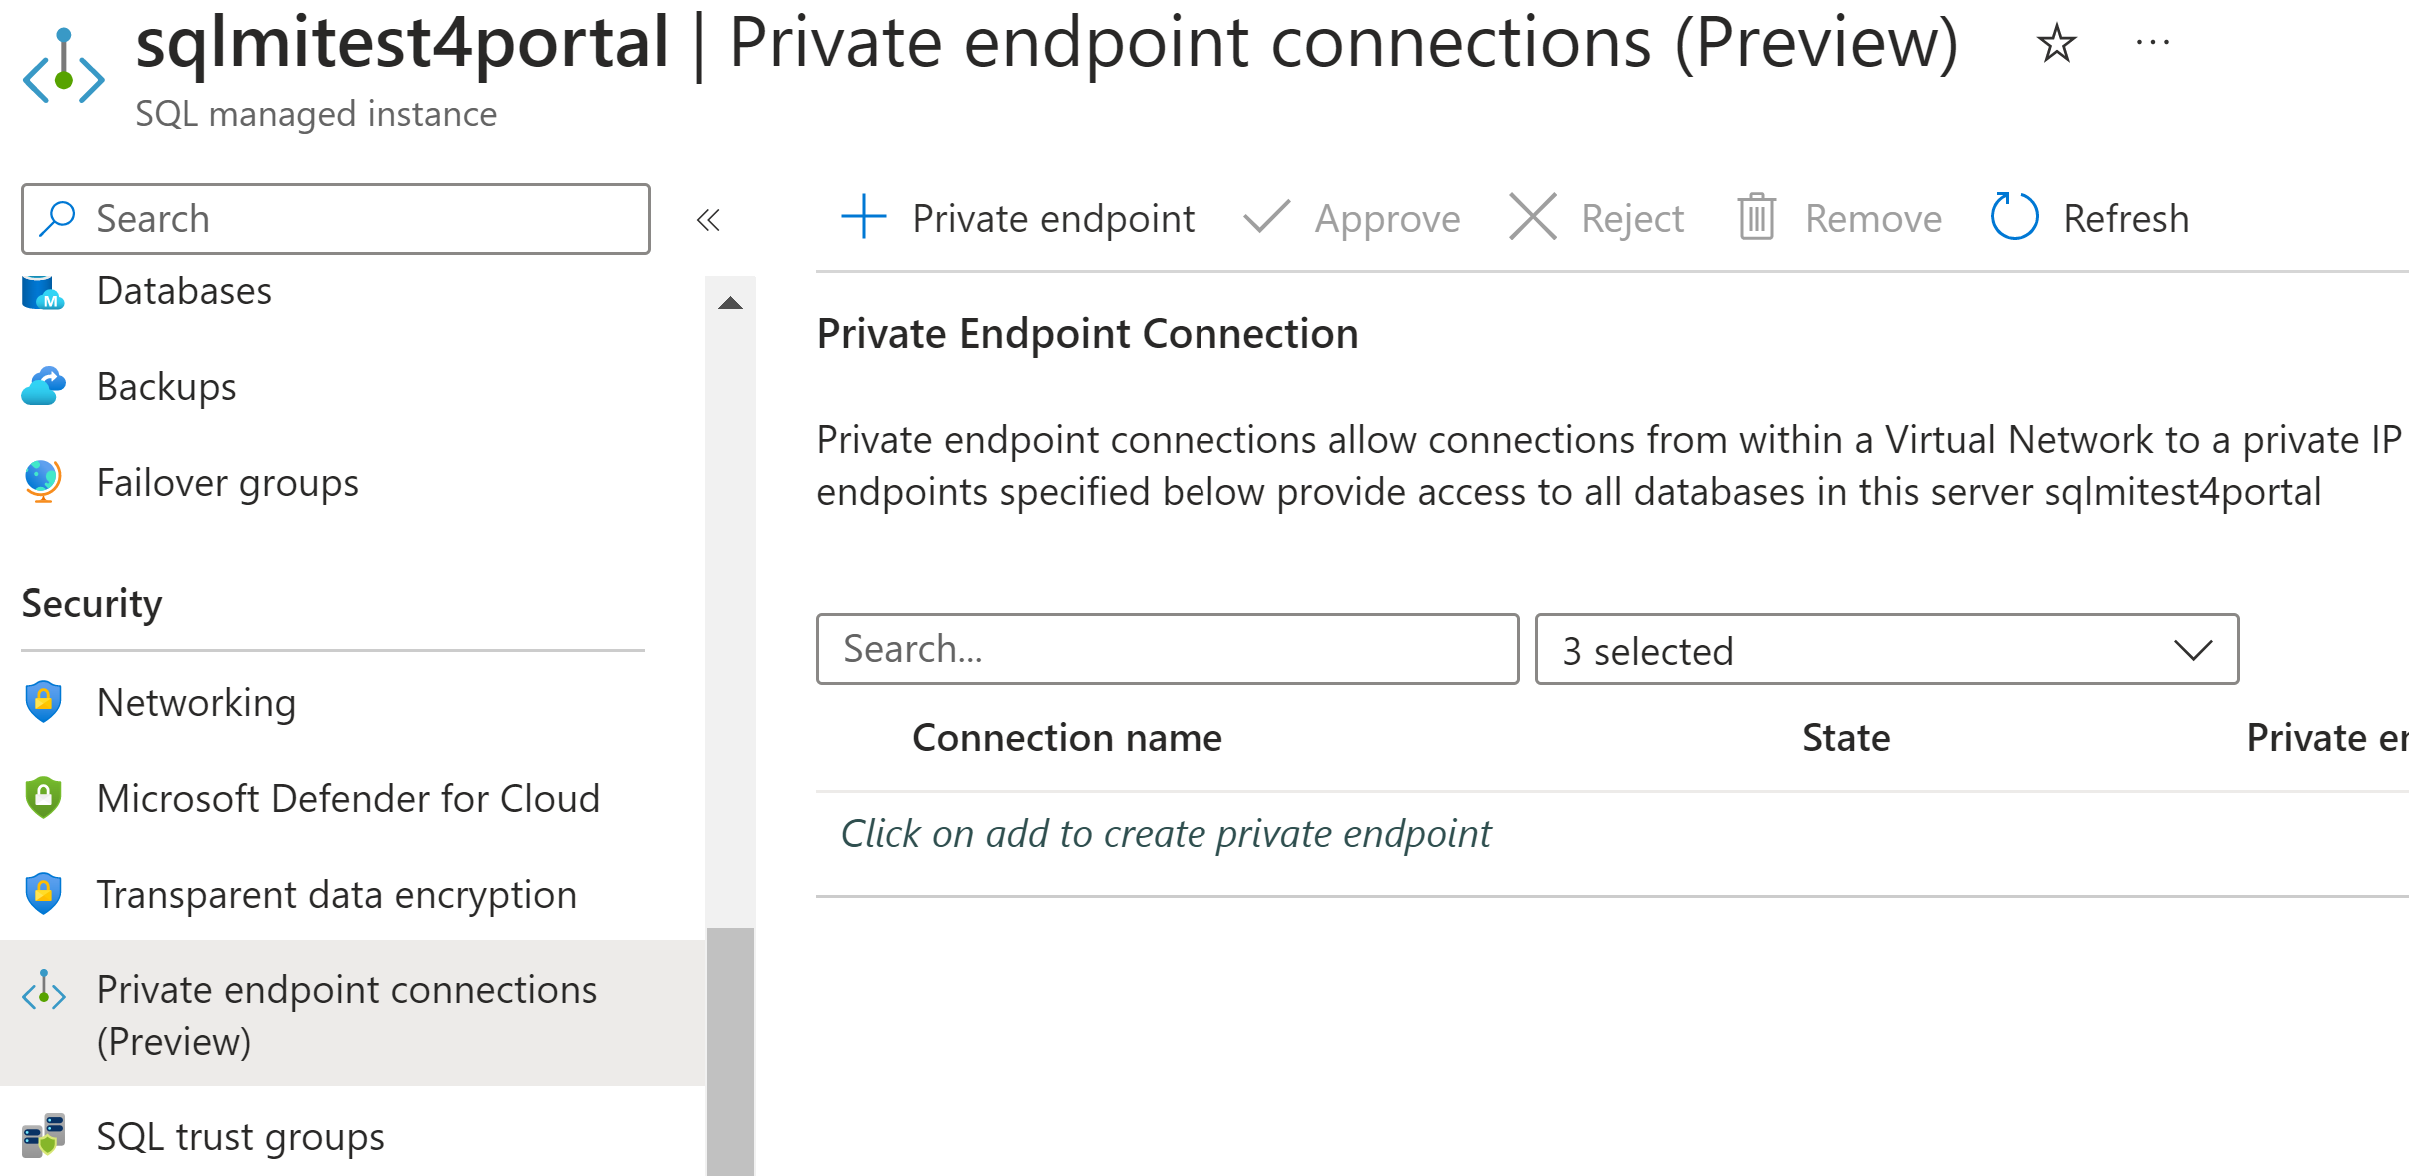 sqlmitest4portal | Private endpoint connections (Preview)
SQL managed instance
Search
Databases
Backups
Failover groups
Security
Networking
Microsoft Defender for Cloud
Transparent data encryption
Private endpoint connections
(Preview)
SQL trust groups
Private endpoint Approve Reject Remove Refresh
Private Endpoint Connection
Private endpoint connections allow connections from within a Virtual Network to a private IP
endpoints specified below provide access to all databases in this server sqlmitest4portal
Search...
3 selected
Connection name State Private
Click on add to create private endpoint